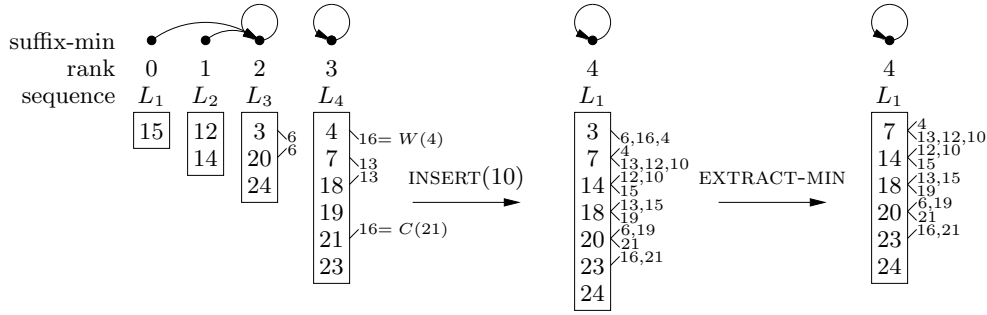 suffix-min
rank 0 1 2 3 4 4
sequence L1 L2 L3 L4 L1 L1
15 12 3 4 3 7
6 16= W(4) 6,16,4 4
13,12,10
14 20 7 7 14
6 13 4 12,10
13,12,10 15
24 18 14 18
13 12,10 13,15
15 19
INSERT(10) EXTRACT-MIN
19 18 20
13,15 6,19
19 21
21 20 23
16= C(21) 6,19 16,21
21
23 23
16,21
24